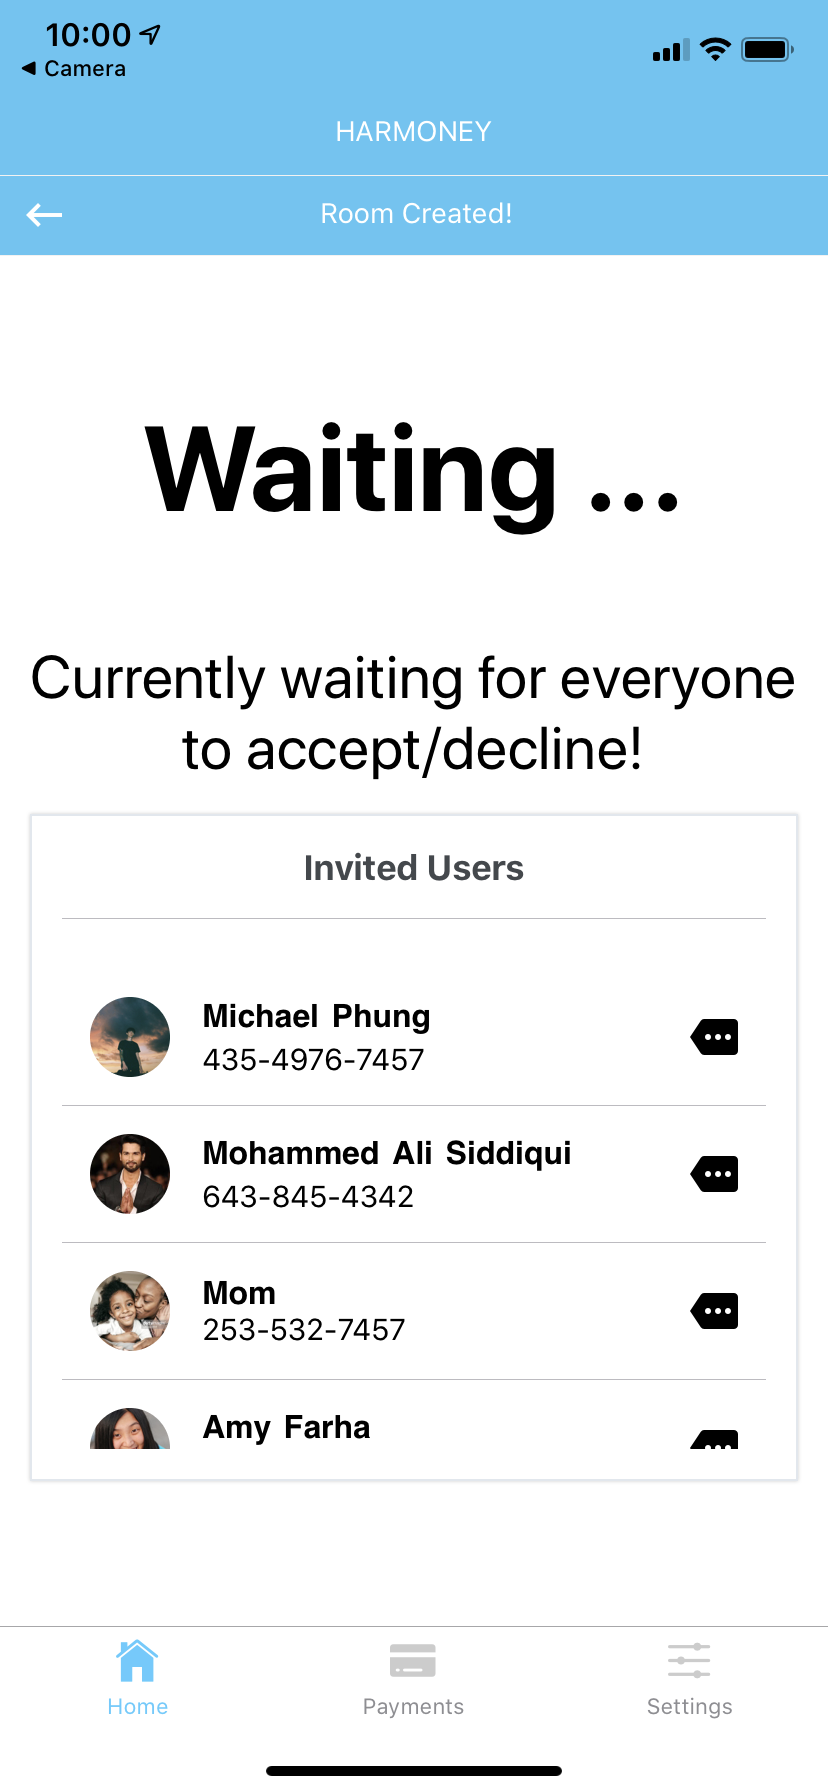 10:00
◀ Camera
HARMONEY
Room Created!
Waiting ...
Currently waiting for everyone
to accept/decline!
Invited Users
Michael Phung
435-4976-7457
Mohammed Ali Siddiqui
643-845-4342
Mom
253-532-7457
Amy Farha
Home
Payments
Settings